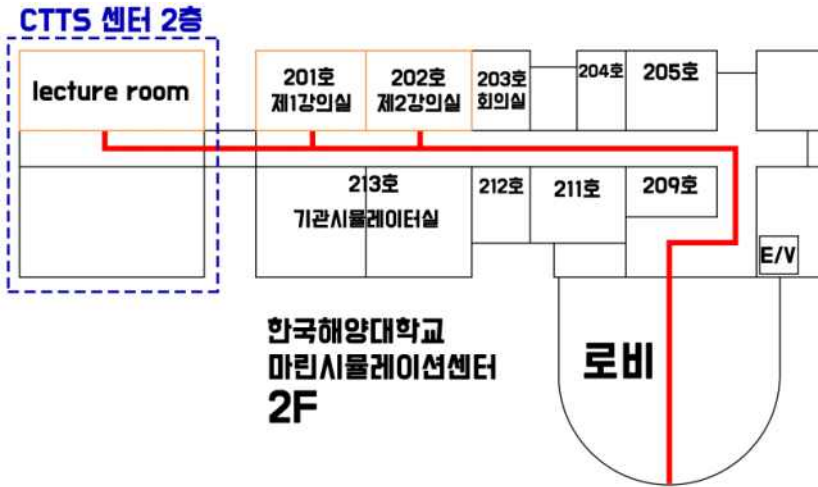 CTTS 센터 2층
lecture room
201호
제1강의실
202호
제2강의실
203호
회의실
204호
205호
213호
기관시뮬레이터실
212호
211호
209호
E/V
한국해양대학교
마린시뮬레이션센터
2F
로비